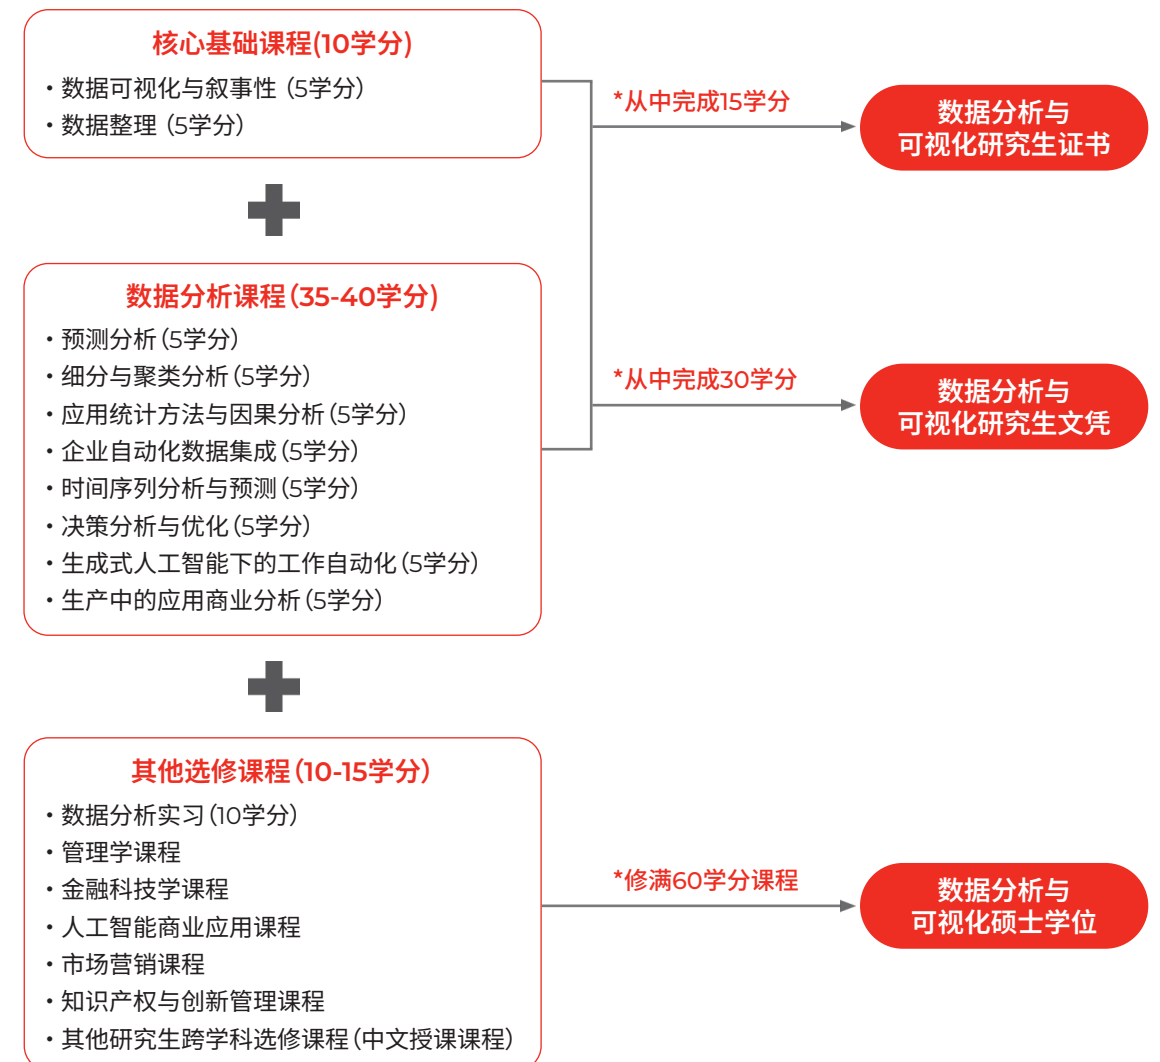 核心基础课程(10学分)
・数据可视化与叙事性（5学分）
・数据整理（5学分）
*从中完成15学分
数据分析与
可视化研究生证书
数据分析课程（35-40学分）
・预测分析（5学分）
・细分与聚类分析（5学分）
・应用统计方法与因果分析（5学分）
・企业自动化数据集成（5学分）
・时间序列分析与预测（5学分）
・决策分析与优化（5学分）
・生成式人工智能下的工作自动化（5学分）
・生产中的应用商业分析（5学分）
*从中完成30学分
数据分析与
可视化研究生文凭
其他选修课程（10-15学分）
・数据分析实习（10学分）
・管理学课程
・金融科技学课程
・人工智能商业应用课程
・市场营销课程
・知识产权与创新管理课程
・其他研究生跨学科选修课程（中文授课课程）
*修满60学分课程
数据分析与
可视化硕士学位